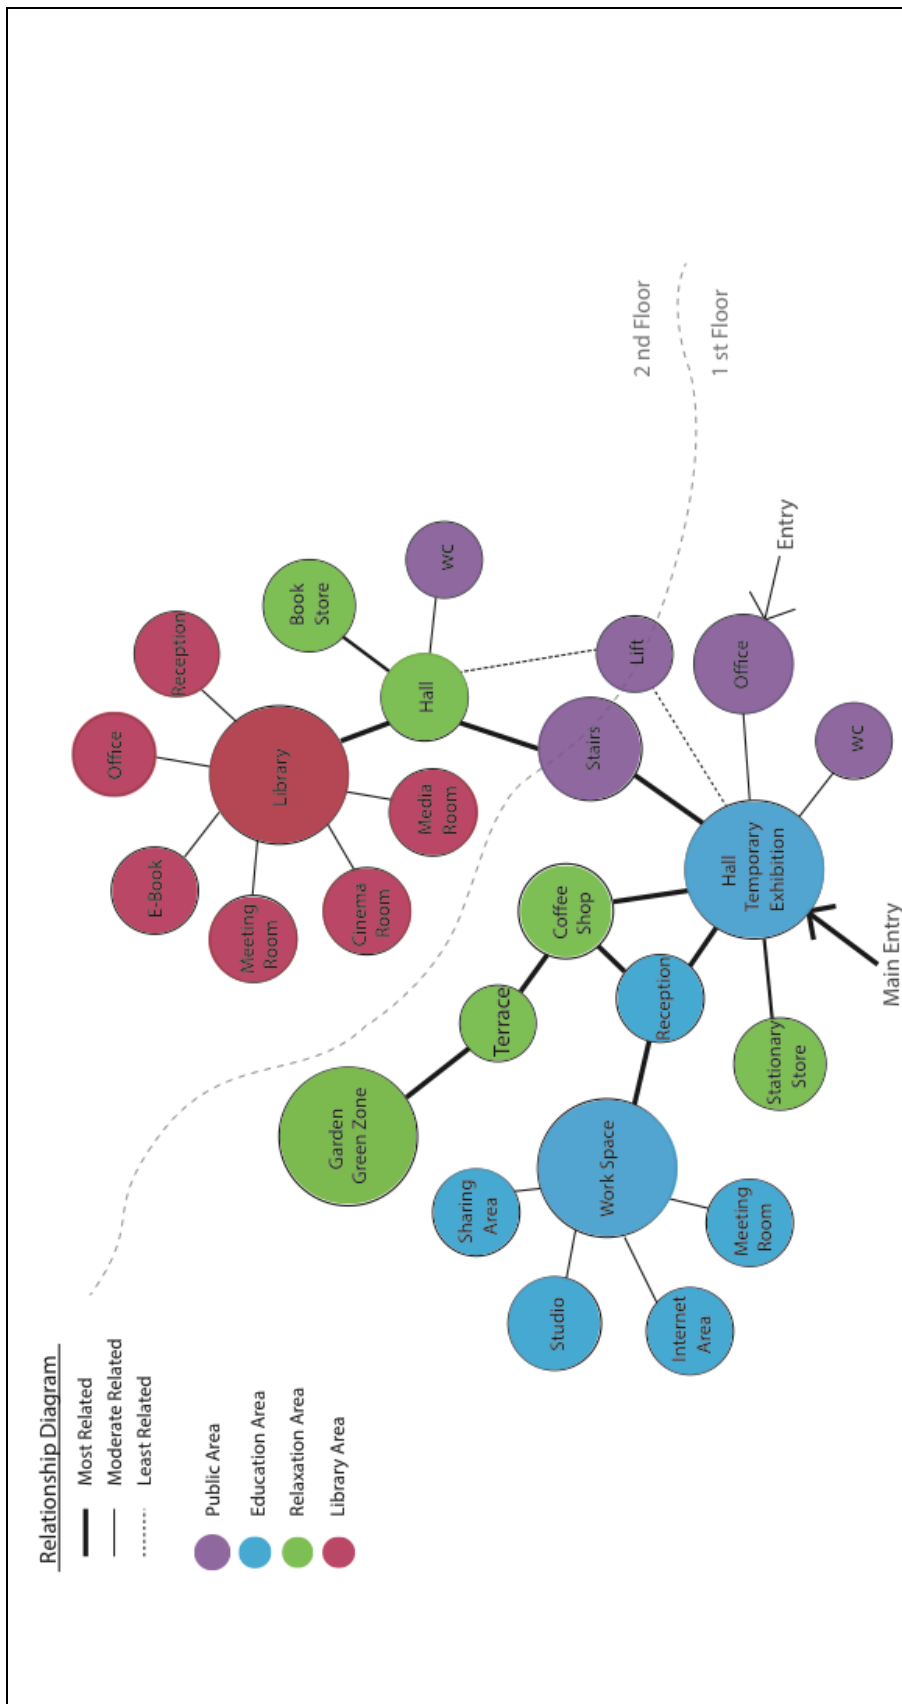 Relationship Diagram
Most Related
Moderate Related
Least Related
Public Area
Education Area
Relaxation Area
Library Area
E-Book
Office
Reception
Meeting
Room
Library
Cinema
Room
Media
Room
Book
Store
Hall
WC
2 nd Floor
1 st Floor
Garden
Green Zone
Terrace
Coffee
Shop
Stairs
Lift
Sharing
Area
Studio
Work Space
Reception
Internet
Area
Meeting
Room
Hall
Temporary
Exhibition
Office
Entry
Stationary
Store
WC
Main Entry